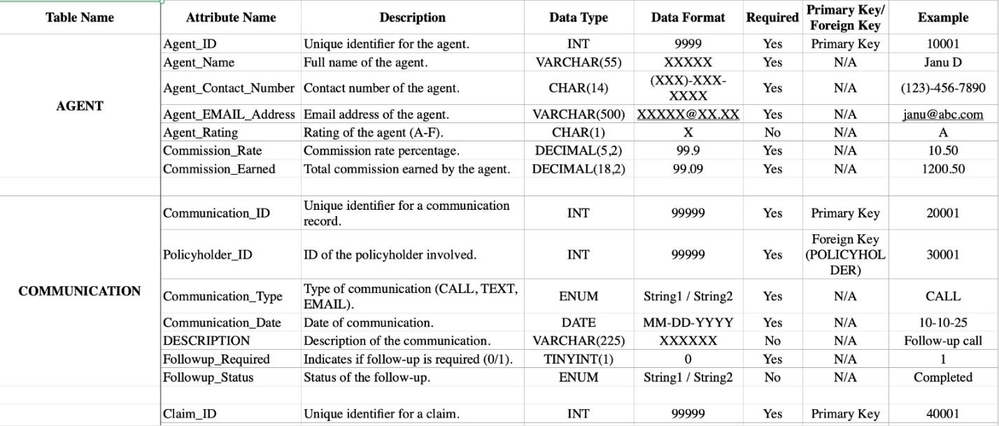 Table Name Attribute Name Description Data Type Data Format Required Primary Key/ Foreign Key Example
AGENT
Agent_ID Unique identifier for the agent. INT 9999 Yes Primary Key 10001
Agent_Name Full name of the agent. VARCHAR(55) XXXXX Yes N/A Janu D
Agent_Contact_Number Contact number of the agent. CHAR(14) (XXX)-XXX-XXXX Yes N/A (123)-456-7890
Agent_EMAIL_Address Email address of the agent. VARCHAR(500) XXXXX@XX.XX Yes N/A janu@abc.com
Agent_Rating Rating of the agent (A-F). CHAR(1) X No N/A A
Commission_Rate Commission rate percentage. DECIMAL(5,2) 99.9 Yes N/A 10.50
Commission_Earned Total commission earned by the agent. DECIMAL(18,2) 99.09 Yes N/A 1200.50
COMMUNICATION
Communication_ID Unique identifier for a communication record. INT 99999 Yes Primary Key 20001
Policyholder_ID ID of the policyholder involved. INT 99999 Yes Foreign Key (POLICYHOLDER) 30001
Communication_Type Type of communication (CALL, TEXT, EMAIL). ENUM String1 / String2 Yes N/A CALL
Communication_Date Date of communication. DATE MM-DD-YYYY Yes N/A 10-10-25
DESCRIPTION Description of the communication. VARCHAR(225) XXXXXX No N/A Follow-up call
Followup_Required Indicates if follow-up is required (0/1). TINYINT(1) 0 Yes N/A 1
Followup_Status Status of the follow-up. ENUM String1 / String2 No N/A Completed
Claim_ID Unique identifier for a claim. INT 99999 Yes Primary Key 40001